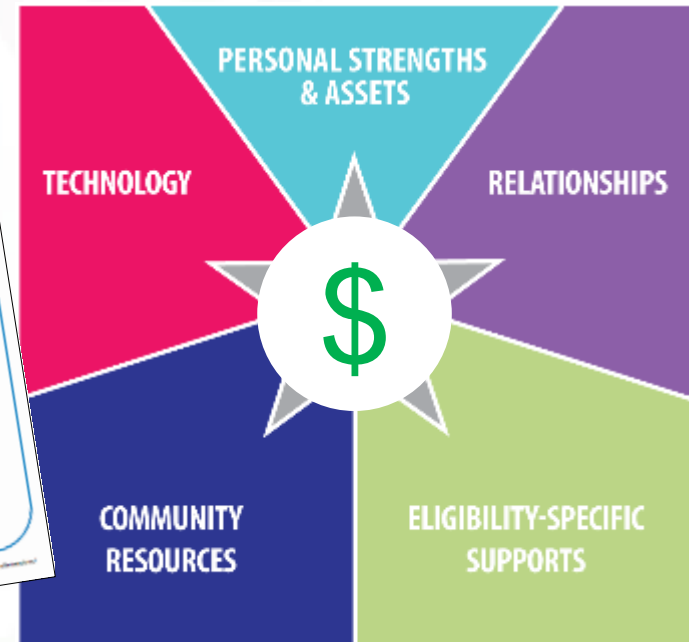 PERSONAL STRENGTHS
& ASSETS
TECHNOLOGY
RELATIONSHIPS
$
COMMUNITY
RESOURCES
ELIGIBILITY-SPECIFIC
SUPPORTS